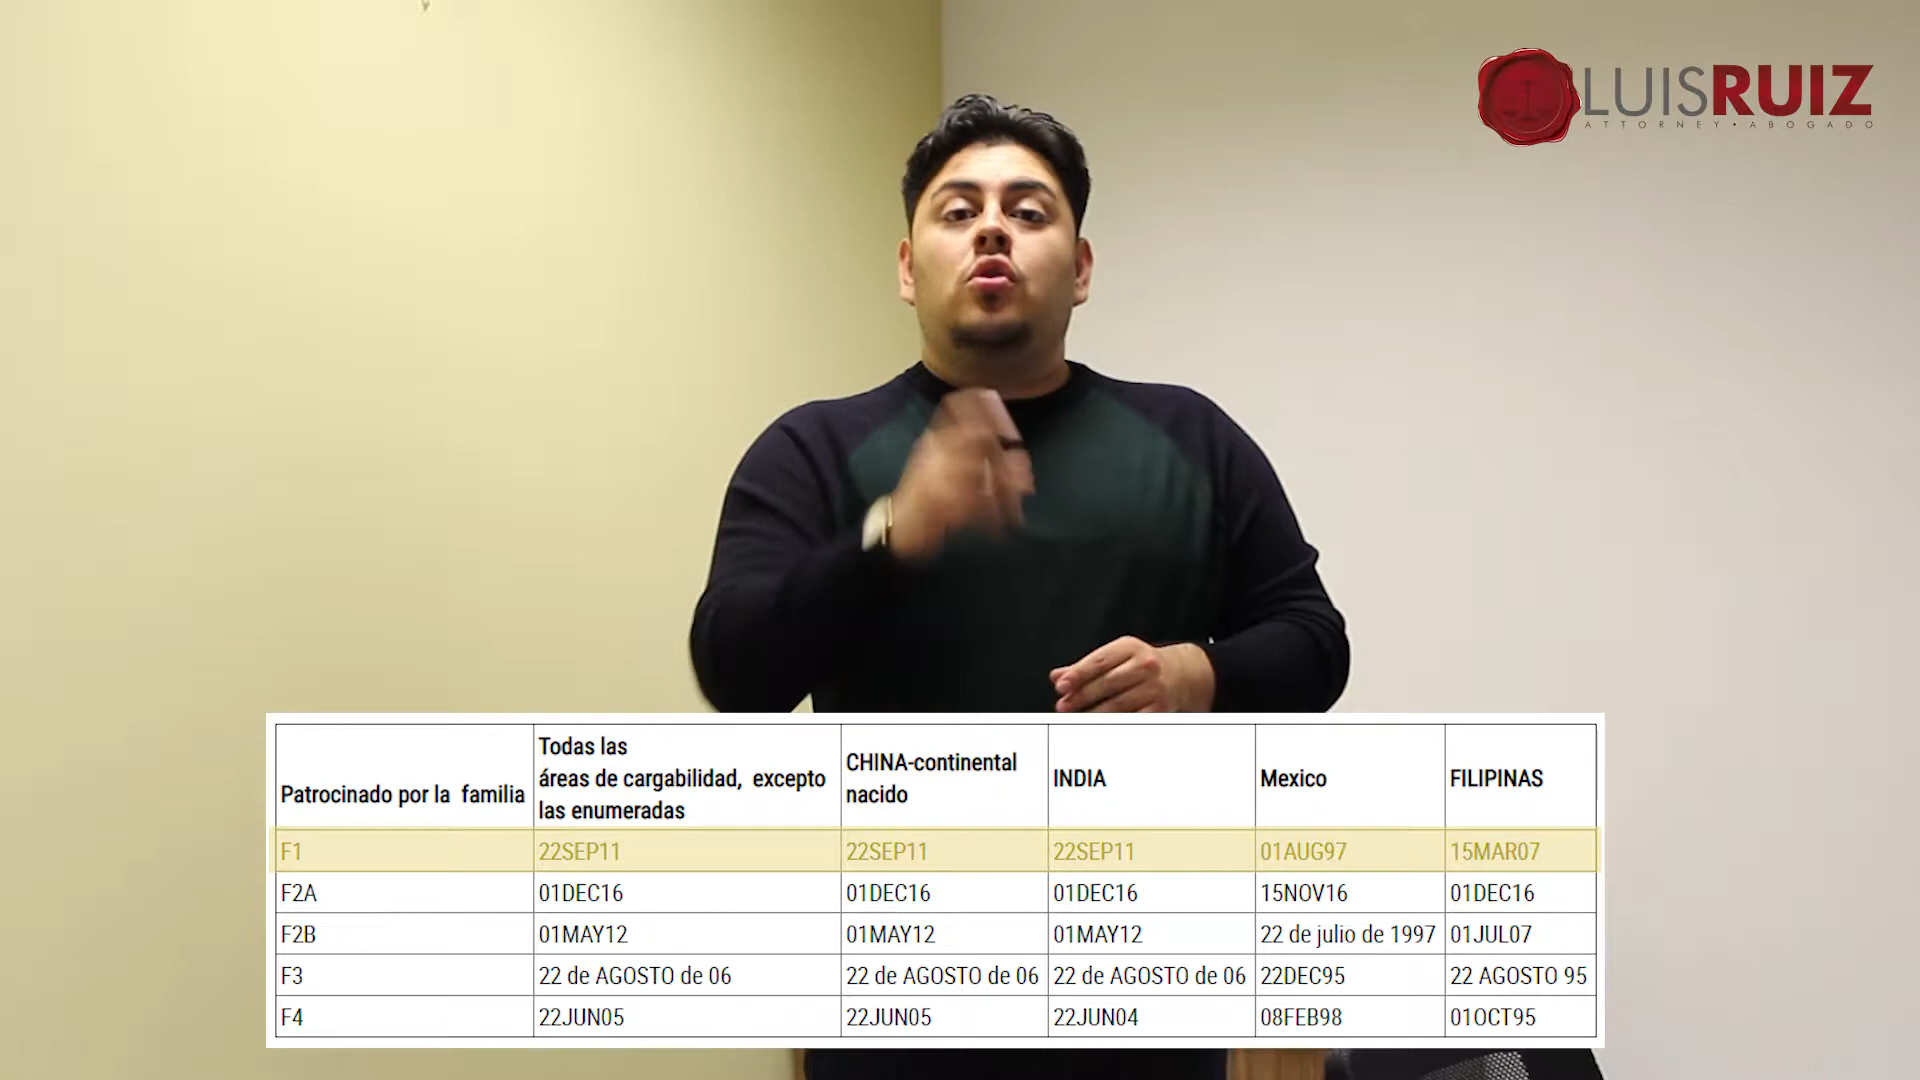 LUISRUIZ
ATTORNEY • ABOGADO
Patrocinado por la familia
Todas las
áreas de cargabilidad, excepto
las enumeradas
CHINA-continental
nacido
INDIA
Mexico
FILIPINAS
F1 22SEP11 22SEP11 22SEP11 01AUG97 15MAR07
F2A 01DEC16 01DEC16 01DEC16 15NOV16 01DEC16
F2B 01MAY12 01MAY12 01MAY12 22 de julio de 1997 01JUL07
F3 22 de AGOSTO de 06 22 de AGOSTO de 06 22 de AGOSTO de 06 22DEC95 22 AGOSTO 95
F4 22JUN05 22JUN05 22JUN04 08FEB98 01OCT95